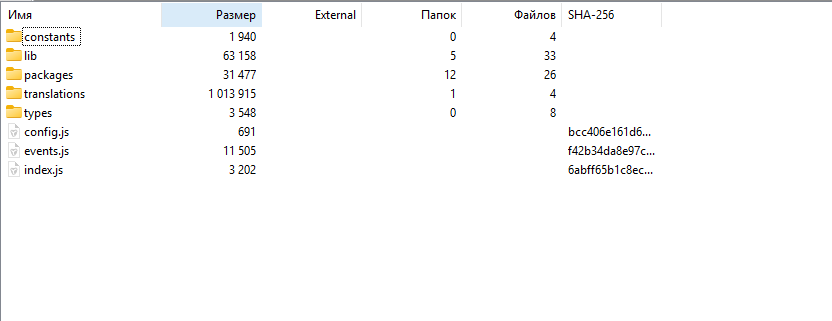 Имя Размер External Папок Файлов SHA-256
constants 1 940 0 4
lib 63 158 5 33
packages 31 477 12 26
translations 1 013 915 1 4
types 3 548 0 8
config.js 691 bcc406e161d6...
events.js 11 505 f42b34da8e97c...
index.js 3 202 6abff65b1c8ec...